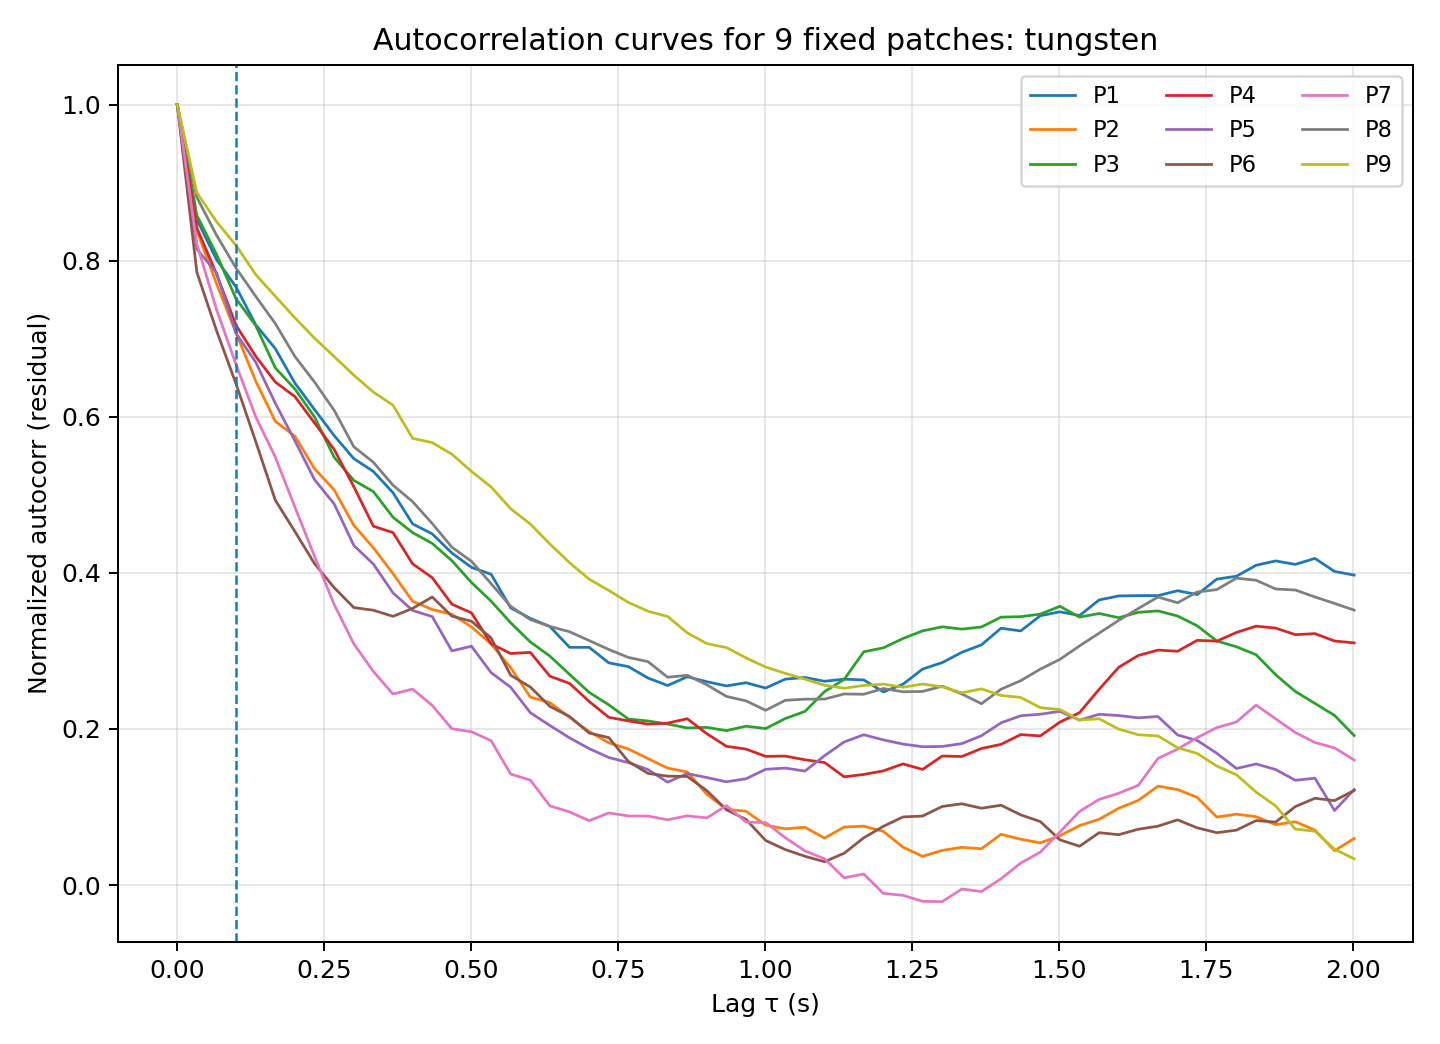 Autocorrelation curves for 9 fixed patches: tungsten
P1 P4 P7
P2 P5 P8
P3 P6 P9
1.0
0.8
0.6
0.4
0.2
0.0
Normalized autocorr (residual)
0.00 0.25 0.50 0.75 1.00 1.25 1.50 1.75 2.00
Lag τ (s)